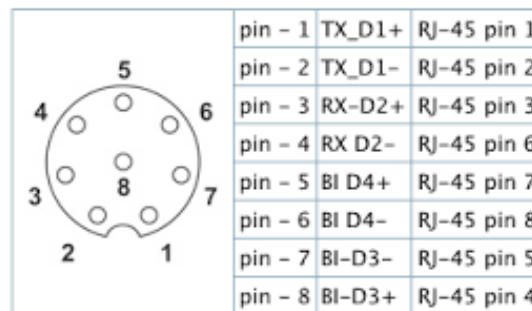 5
4
6
8
3
7
2
1
pin – 1 TX_D1+ RJ-45 pin 1
pin – 2 TX_D1- RJ-45 pin 2
pin – 3 RX-D2+ RJ-45 pin 3
pin – 4 RX D2- RJ-45 pin 6
pin – 5 BI D4+ RJ-45 pin 7
pin – 6 BI D4- RJ-45 pin 8
pin – 7 BI-D3- RJ-45 pin 5
pin – 8 BI-D3+ RJ-45 pin 4